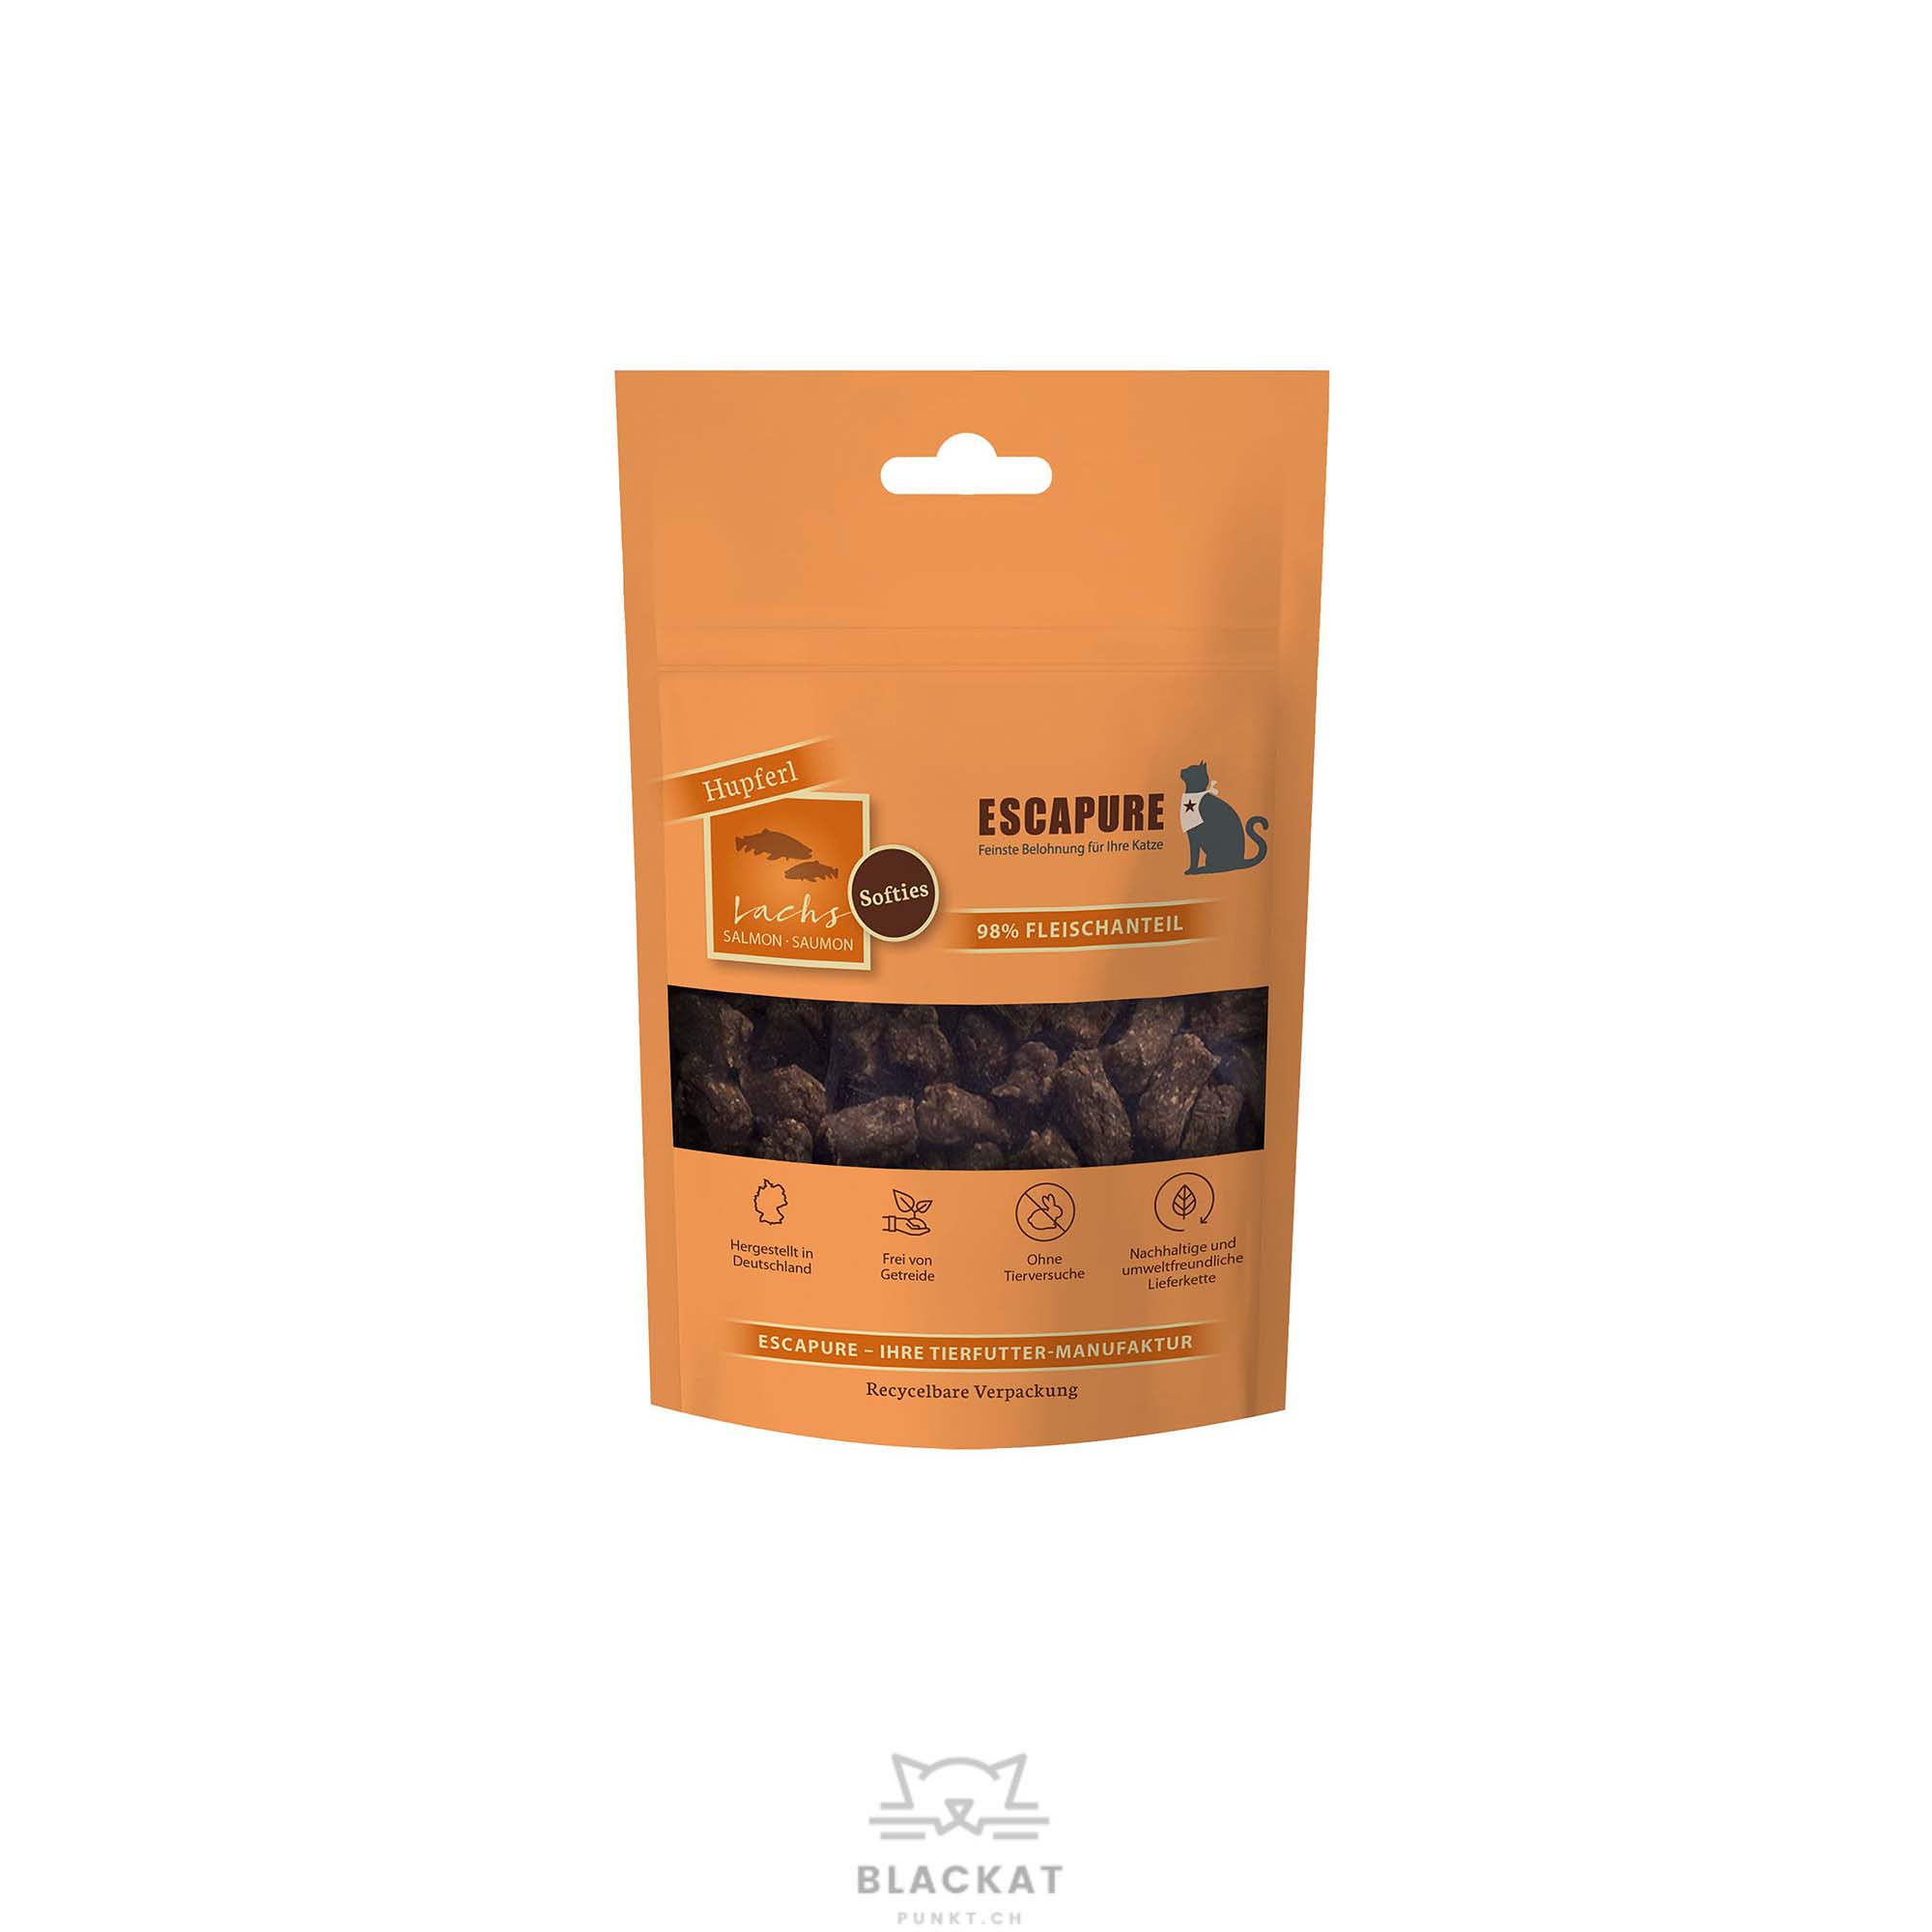 Hupferl
Lachs
SALMON · SAUMON
Softies
ESCAPURE
Feinste Belohnung für Ihre Katze
98% FLEISCHANTEIL
Hergestellt in
Deutschland
Frei von
Getreide
Ohne
Tierversuche
Nachhaltige und
umweltfreundliche
Lieferkette
ESCAPURE – IHRE TIERFUTTER-MANUFAKTUR
Recycelbare Verpackung
BLACKAT
PUNKT.CH